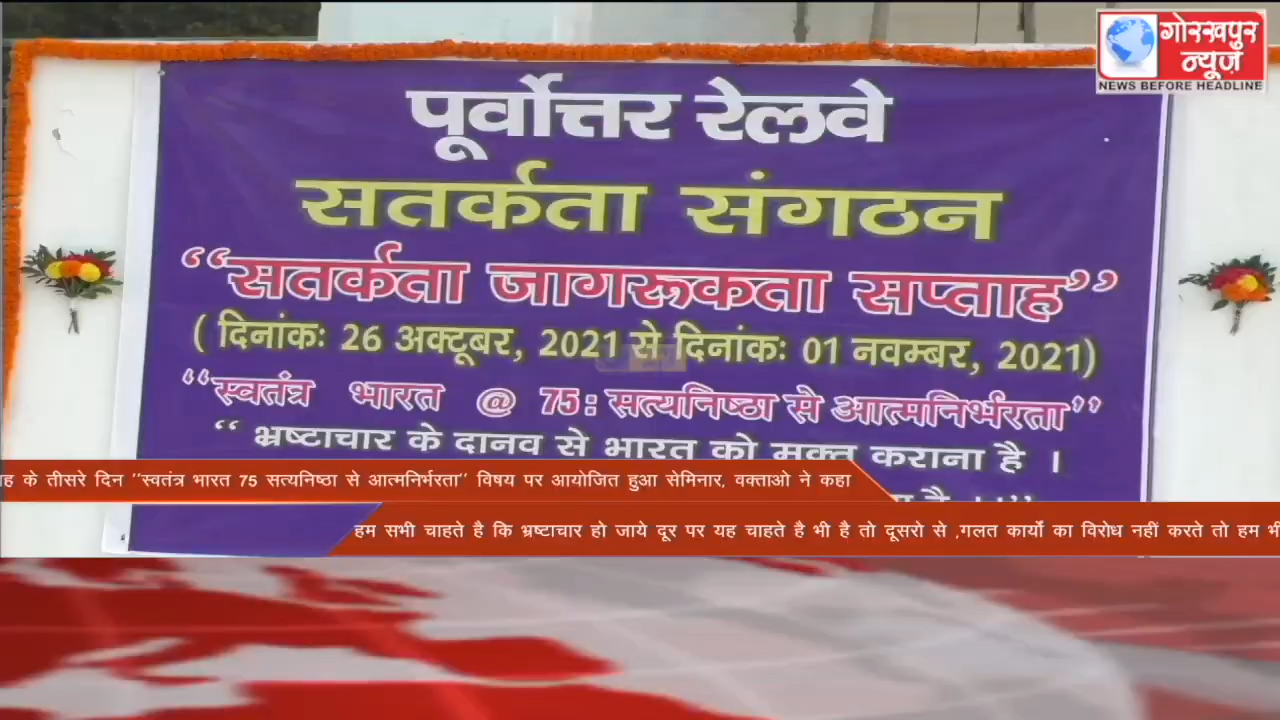 गोरखपुर
न्यूज़
NEWS BEFORE HEADLINE
पूर्वोत्तर रेलवे
सतर्कता संगठन
‘‘सतर्कता जागरूकता सप्ताह’’
( दिनांकः 26 अक्टूबर, 2021 से दिनांकः 01 नवम्बर, 2021)
‘‘स्वतंत्र भारत @ 75 : सत्यनिष्ठा से आत्मनिर्भरता’’
‘‘ भ्रष्टाचार के दानव से भारत को मुक्त कराना है ।
के तीसरे दिन ''स्वतंत्र भारत 75 सत्यनिष्ठा से आत्मनिर्भरता'' विषय पर आयोजित हुआ सेमिनार, वक्ताओ ने कहा
हम सभी चाहते है कि भ्रष्टाचार हो जाये दूर पर यह चाहते है भी है तो दूसरो से ,गलत कार्यों का विरोध नहीं करते तो हम भी